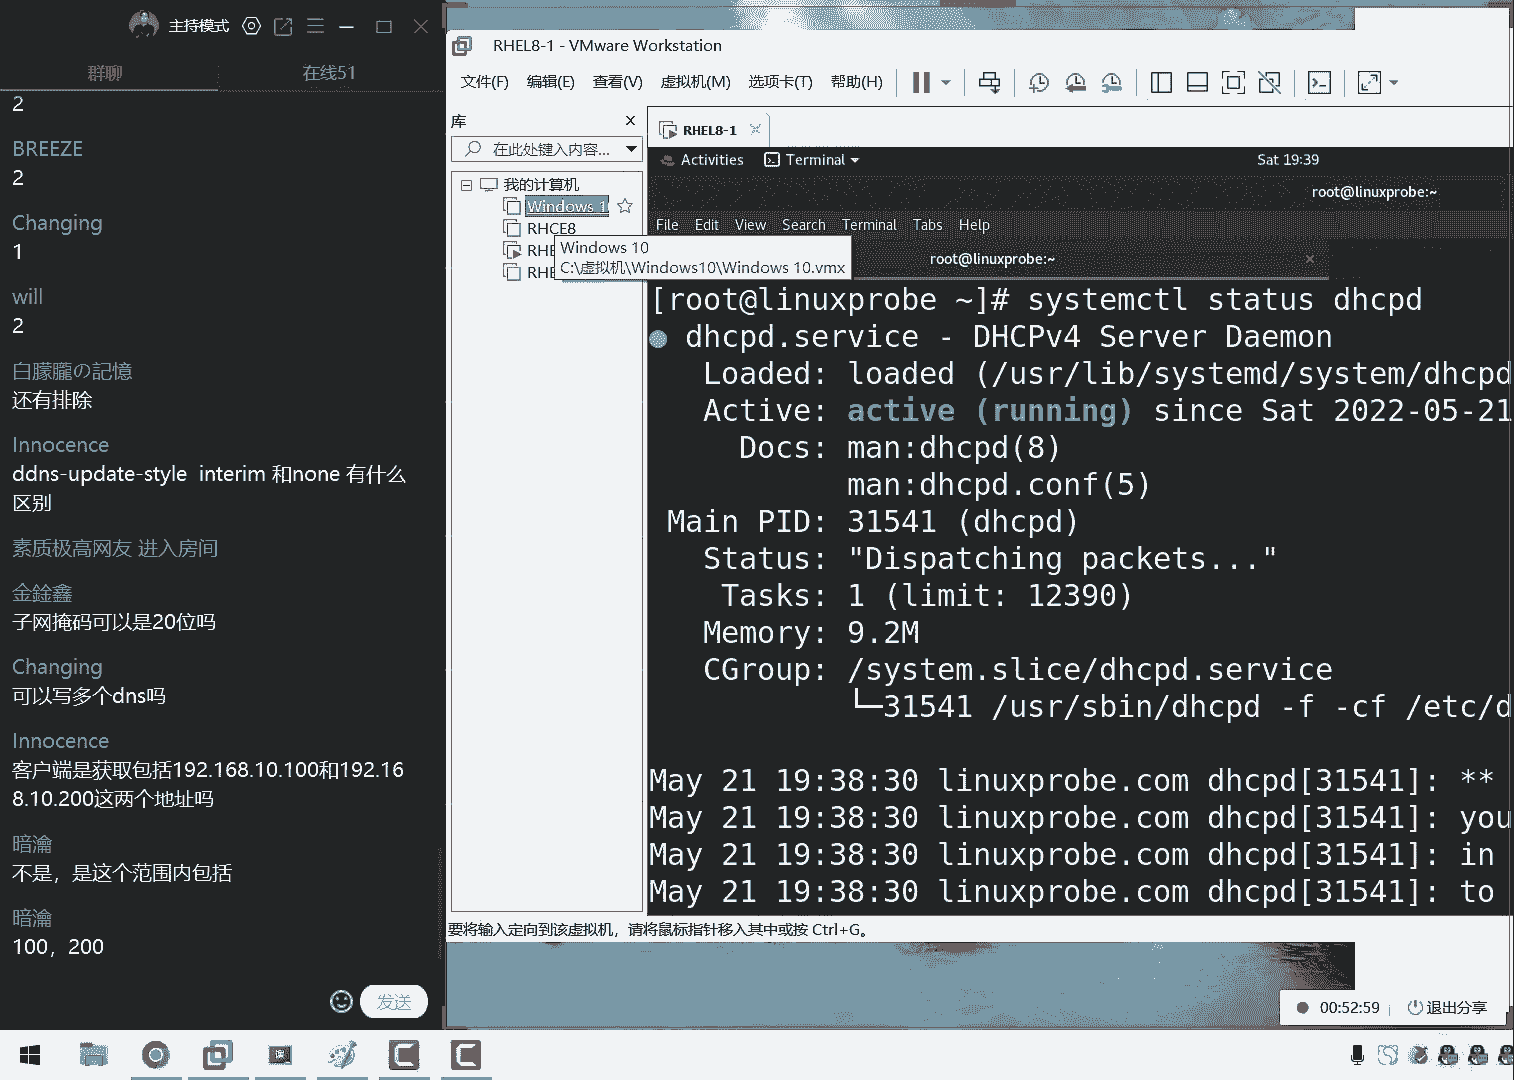 主持模式
群聊
在线51
2
BREEZE
2
Changing
1
will
2
白朦朧の記憶
还有排除
Innocence
ddns-update-style  interim 和none 有什么
区别
素质极高网友 进入房间
金銓鑫
子网掩码可以是20位吗
Changing
可以写多个dns吗
Innocence
客户端是获取包括192.168.10.100和192.16
8.10.200这两个地址吗
暗瀹
不是，是这个范围内包括
暗瀹
100，200
发送
RHEL8-1 - VMware Workstation
文件(F) 编辑(E) 查看(V) 虚拟机(M) 选项卡(T) 帮助(H)
库
在此处键入内容...
我的计算机
Windows 1
RHCE8
RHE
RHE
Windows 10
C:\虚拟机\Windows10\Windows 10.vmx
RHEL8-1
Activities Terminal Sat 19:39
root@linuxprobe:~
File Edit View Search Terminal Tabs Help
root@linuxprobe:~
[root@linuxprobe ~]# systemctl status dhcpd
● dhcpd.service - DHCPv4 Server Daemon
Loaded: loaded (/usr/lib/systemd/system/dhcpd
Active: active (running) since Sat 2022-05-21
Docs: man:dhcpd(8)
man:dhcpd.conf(5)
Main PID: 31541 (dhcpd)
Status: "Dispatching packets..."
Tasks: 1 (limit: 12390)
Memory: 9.2M
CGroup: /system.slice/dhcpd.service
└─31541 /usr/sbin/dhcpd -f -cf /etc/d
May 21 19:38:30 linuxprobe.com dhcpd[31541]: **
May 21 19:38:30 linuxprobe.com dhcpd[31541]: you
May 21 19:38:30 linuxprobe.com dhcpd[31541]: in
May 21 19:38:30 linuxprobe.com dhcpd[31541]: to
要将输入定向到该虚拟机，请将鼠标指针移入其中或按 Ctrl+G。
00:52:59 退出分享